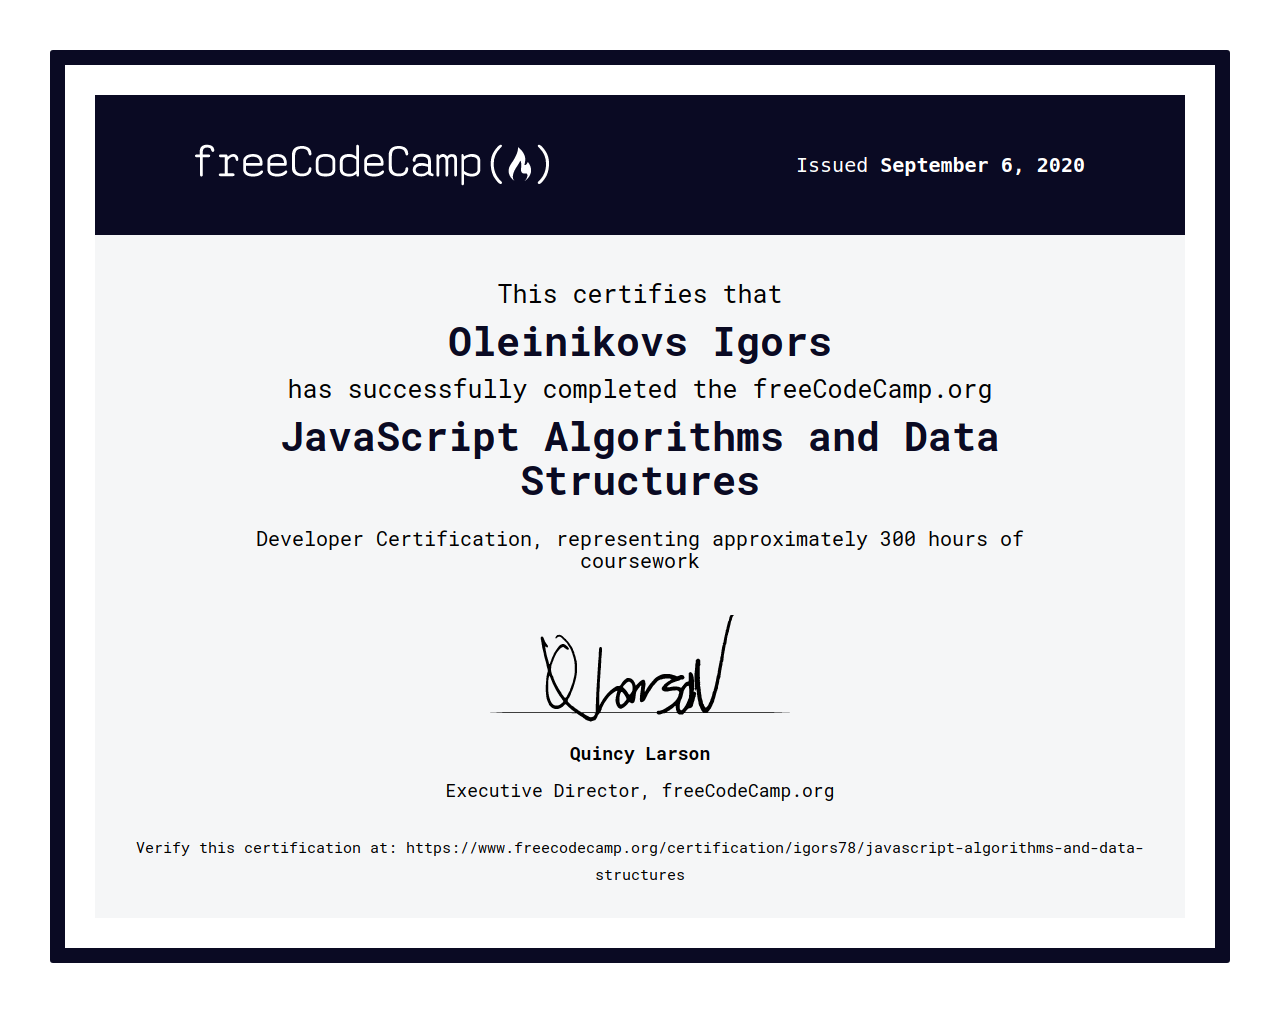 freeCodeCamp
Issued September 6, 2020
This certifies that
Oleinikovs Igors
has successfully completed the freeCodeCamp.org
JavaScript Algorithms and Data
Structures
Developer Certification, representing approximately 300 hours of
coursework
Q Larson
Quincy Larson
Executive Director, freeCodeCamp.org
Verify this certification at: https://www.freecodecamp.org/certification/igors78/javascript-algorithms-and-data-
structures